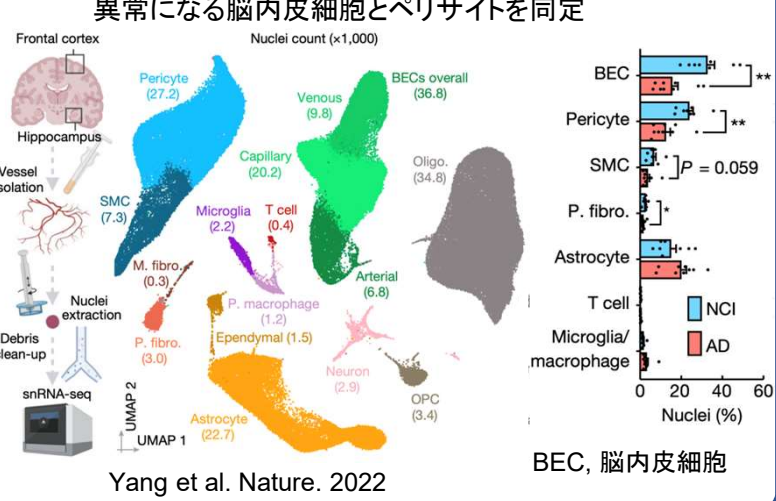 異常になる脳内皮細胞とペリサイトを同定
Frontal cortex
Hippocampus
Vessel
isolation
Nuclei
extraction
Debris
clean-up
snRNA-seq
Nuclei count (×1,000)
Pericyte
(27.2)
BECs overall
(36.8)
Venous
(9.8)
Capillary
(20.2)
Oligo.
(34.8)
SMC
(7.3)
Microglia
(2.2)
T cell
(0.4)
M. fibro.
(0.3)
Arterial
(6.8)
P. macrophage
(1.2)
P. fibro.
(3.0)
Ependymal (1.5)
Neuron
(2.9)
OPC
(3.4)
Astrocyte
(22.7)
UMAP 2
UMAP 1
BEC
**
Pericyte
**
SMC
P = 0.059
P. fibro.
*
Astrocyte
T cell
NCI
Microglia/
macrophage
AD
0 20 40 60
Nuclei (%)
BEC, 脳内皮細胞
Yang et al. Nature. 2022